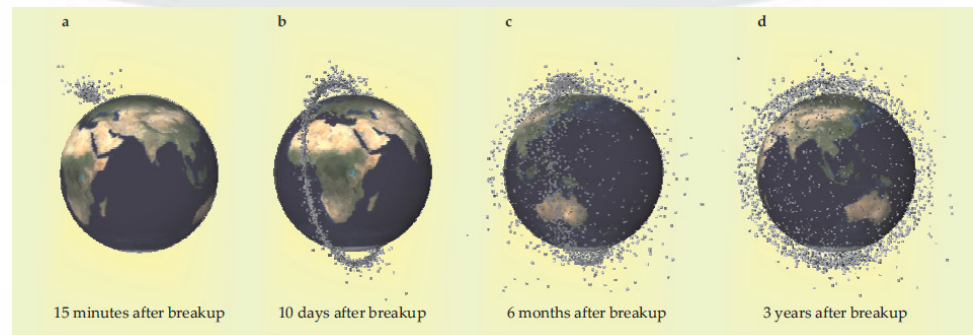 a
b
c
d
15 minutes after breakup
10 days after breakup
6 months after breakup
3 years after breakup